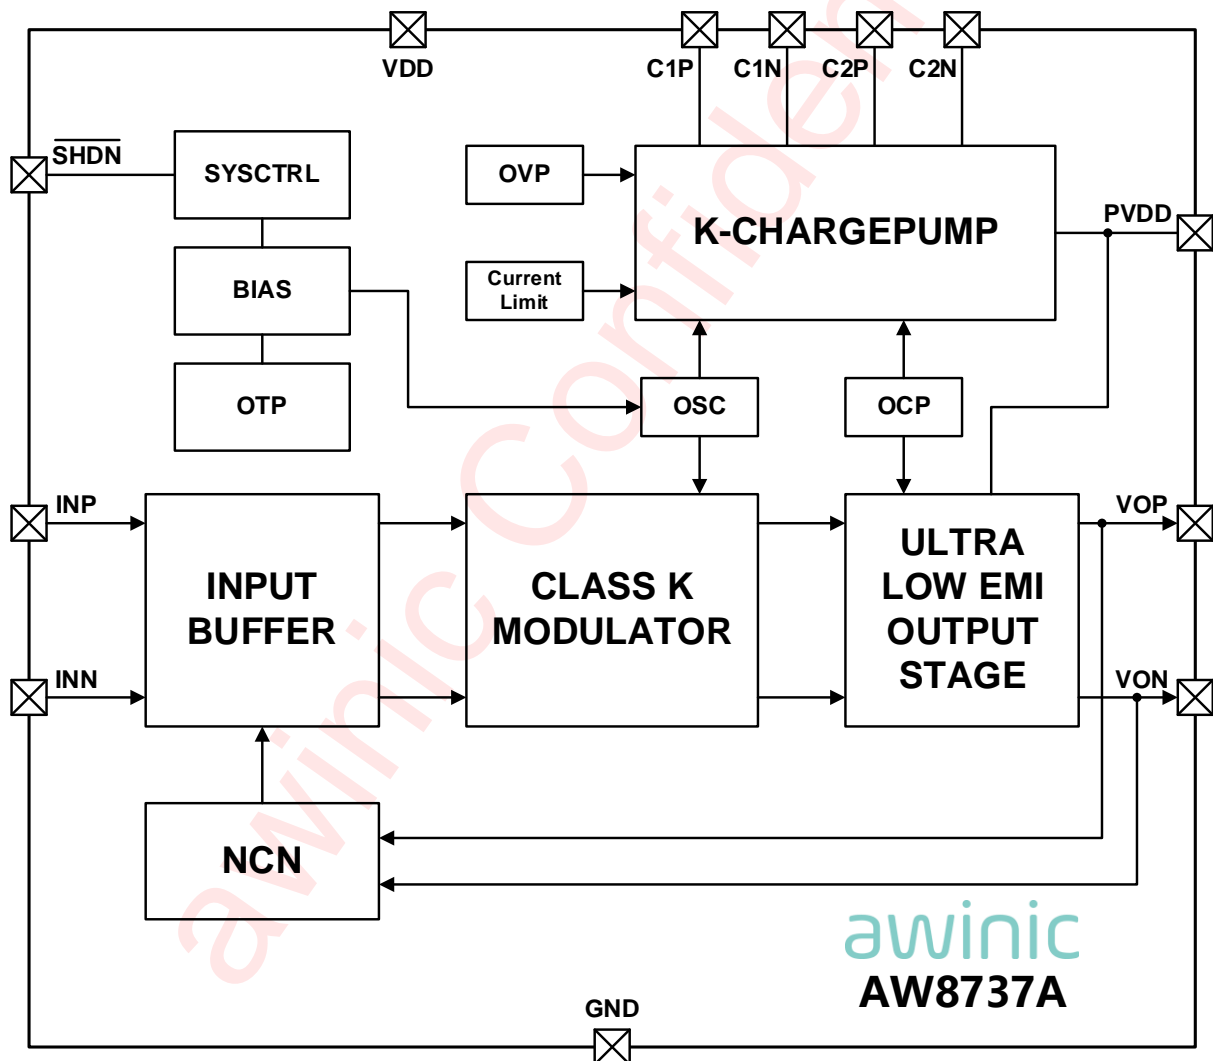 VDD
C1P
C1N
C2P
C2N
SHDN
SYSCTRL
OVP
K-CHARGEPUMP
PVDD
BIAS
Current
Limit
OTP
OSC
OCP
INP
VOP
INPUT
BUFFER
CLASS K
MODULATOR
ULTRA
LOW EMI
OUTPUT
STAGE
INN
VON
NCN
awinic
AW8737A
GND
awinic Confiden